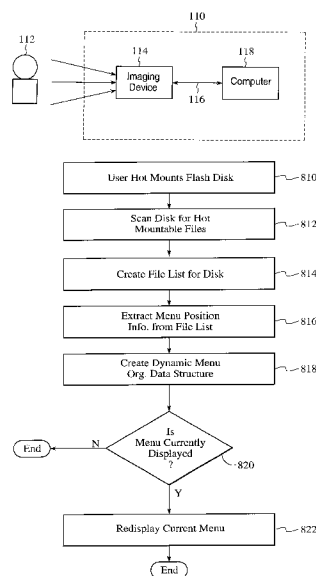 110
112
114
118
Imaging
Device
Computer
116
User Hot Mounts Flash Disk
810
Scan Disk for Hot
Mountable Files
812
Create File List for Disk
814
Extract Menu Position
Info. from File List
816
Create Dynamic Menu
Org. Data Structure
818
Is
Menu Currently
Displayed
?
820
N
End
Y
Redisplay Current Menu
822
End